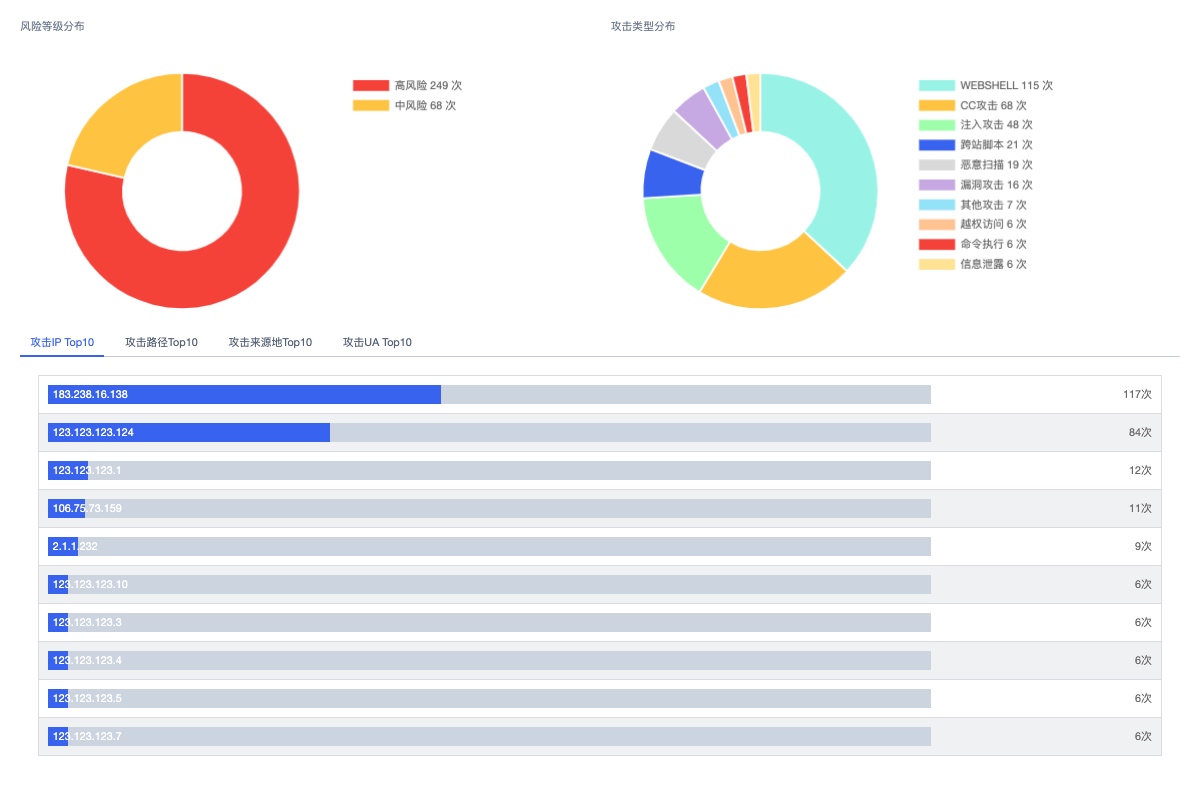 风险等级分布
高风险 249 次
中风险 68 次
攻击类型分布
WEBSHELL 115 次
CC攻击 68 次
注入攻击 48 次
跨站脚本 21 次
恶意扫描 19 次
漏洞攻击 16 次
其他攻击 7 次
越权访问 6 次
命令执行 6 次
信息泄露 6 次
攻击IP Top10 攻击路径Top10 攻击来源地Top10 攻击UA Top10
183.238.16.138 117次
123.123.123.124 84次
123.123.123.1 12次
106.75.73.159 11次
2.1.1.232 9次
123.123.123.10 6次
123.123.123.3 6次
123.123.123.4 6次
123.123.123.5 6次
123.123.123.7 6次